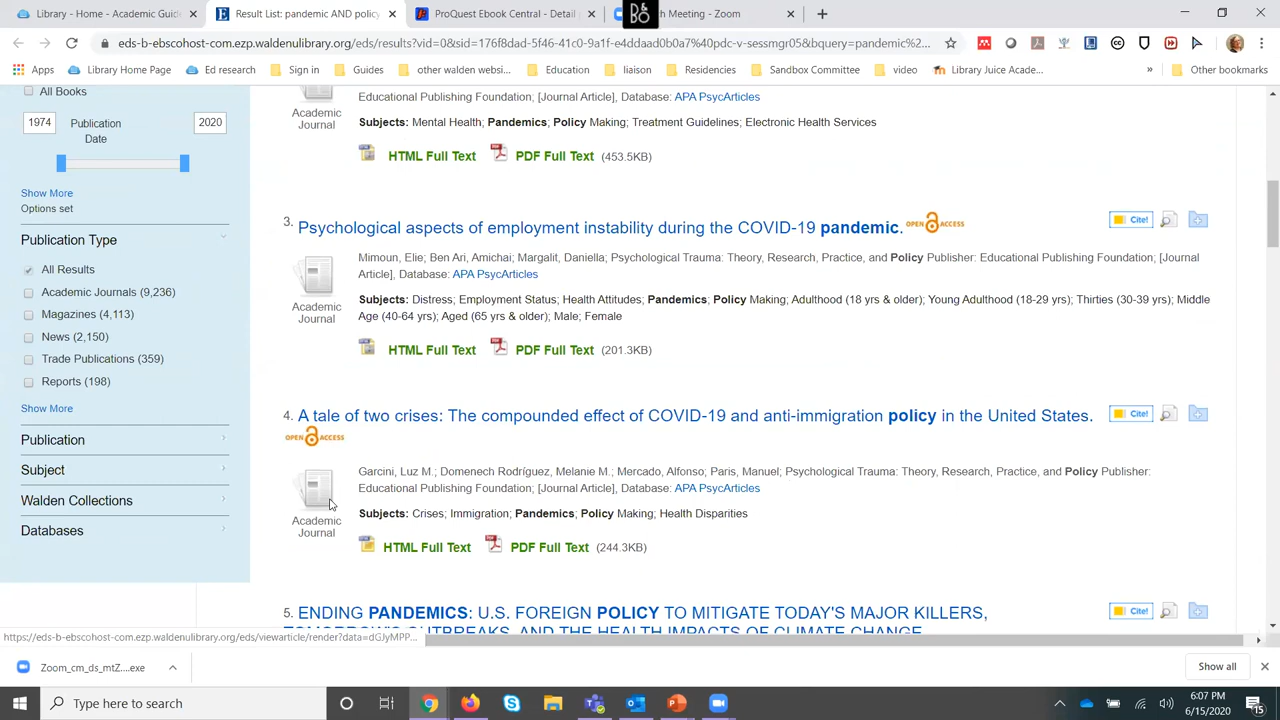 Library - Home - Academic Guid
Result List: pandemic AND policy
ProQuest Ebook Central - Detail
h Meeting - Zoom
B&O
eds-b-ebscohost-com.ezp.waldenulibrary.org/eds/results?vid=0&sid=176f8dad-5f46-41c0-9a1f-e4ddaad0b0a7%40pdc-v-sessmgr05&bquery=pandemic%2...
Apps
Library Home Page
Ed research
Sign in
Guides
other walden websi...
Education
liaison
Residencies
Sandbox Committee
video
Library Juice Acade...
»
Other bookmarks
All Books
1974
Publication Date
2020
Show More
Options set
Publication Type
All Results
Academic Journals (9,236)
Magazines (4,113)
News (2,150)
Trade Publications (359)
Reports (198)
Show More
Publication
Subject
Walden Collections
Databases
Educational Publishing Foundation; [Journal Article], Database: APA PsycArticles
Academic
Journal
Subjects: Mental Health; Pandemics; Policy Making; Treatment Guidelines; Electronic Health Services
HTML Full Text
PDF Full Text (453.5KB)
3. Psychological aspects of employment instability during the COVID-19 pandemic. OPEN ACCESS
Cite!
Mimoun, Elie; Ben Ari, Amichai; Margalit, Daniella, Psychological Trauma: Theory, Research, Practice, and Policy Publisher: Educational Publishing Foundation; [Journal
Article], Database: APA PsycArticles
Academic
Journal
Subjects: Distress; Employment Status; Health Attitudes; Pandemics; Policy Making; Adulthood (18 yrs & older); Young Adulthood (18-29 yrs); Thirties (30-39 yrs); Middle
Age (40-64 yrs); Aged (65 yrs & older); Male; Female
HTML Full Text
PDF Full Text (201.3KB)
4. A tale of two crises: The compounded effect of COVID-19 and anti-immigration policy in the United States.
OPEN ACCESS
Cite!
Garcini, Luz M.; Domenech Rodríguez, Melanie M.; Mercado, Alfonso; Paris, Manuel; Psychological Trauma: Theory, Research, Practice, and Policy Publisher:
Educational Publishing Foundation; [Journal Article], Database: APA PsycArticles
Academic
Journal
Subjects: Crises; Immigration; Pandemics; Policy Making; Health Disparities
HTML Full Text
PDF Full Text (244.3KB)
5. ENDING PANDEMICS: U.S. FOREIGN POLICY TO MITIGATE TODAY'S MAJOR KILLERS,
TOMORROW'S OUTBREAKS, AND THE HEALTH IMPACTS OF CLIMATE CHANGE
Cite!
https://eds-b-ebscohost-com.ezp.waldenulibrary.org/eds/viewarticle/render?data=dGJyMPP...
Zoom_cm_ds_mtZ....exe
Show all
Type here to search
6:07 PM
6/15/2020
15